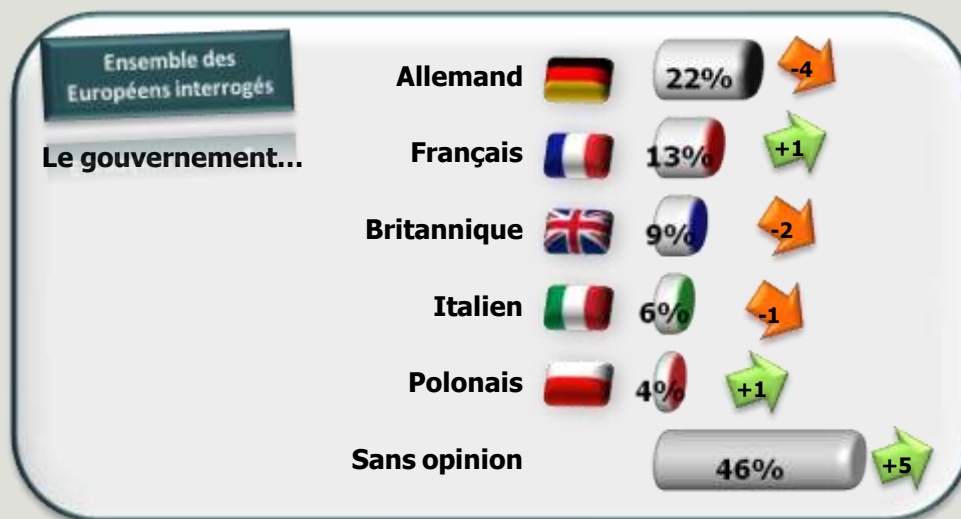 Ensemble des
Européens interrogés
Le gouvernement...
Allemand 22% -4
Français 13% +1
Britannique 9% -2
Italien 6% -1
Polonais 4% +1
Sans opinion 46% +5